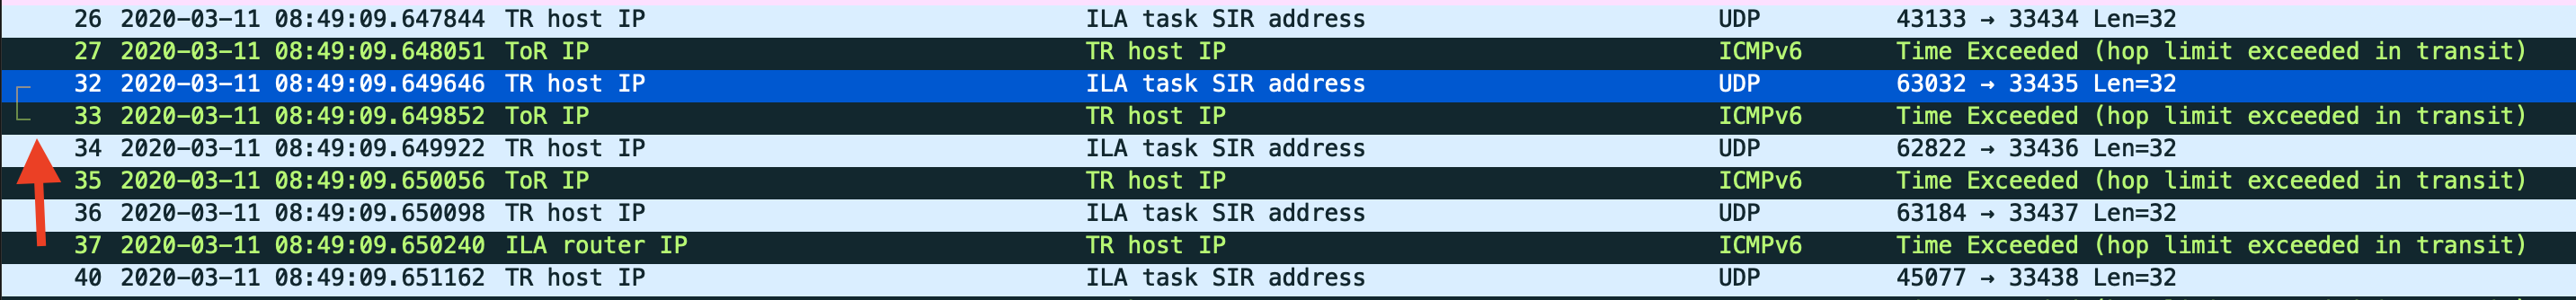 26 2020-03-11 08:49:09.647844 TR host IP ILA task SIR address UDP 43133 → 33434 Len=32
27 2020-03-11 08:49:09.648051 ToR IP TR host IP ICMPv6 Time Exceeded (hop limit exceeded in transit)
32 2020-03-11 08:49:09.649646 TR host IP ILA task SIR address UDP 63032 → 33435 Len=32
33 2020-03-11 08:49:09.649852 ToR IP TR host IP ICMPv6 Time Exceeded (hop limit exceeded in transit)
34 2020-03-11 08:49:09.649922 TR host IP ILA task SIR address UDP 62822 → 33436 Len=32
35 2020-03-11 08:49:09.650056 ToR IP TR host IP ICMPv6 Time Exceeded (hop limit exceeded in transit)
36 2020-03-11 08:49:09.650098 TR host IP ILA task SIR address UDP 63184 → 33437 Len=32
37 2020-03-11 08:49:09.650240 ILA router IP TR host IP ICMPv6 Time Exceeded (hop limit exceeded in transit)
40 2020-03-11 08:49:09.651162 TR host IP ILA task SIR address UDP 45077 → 33438 Len=32